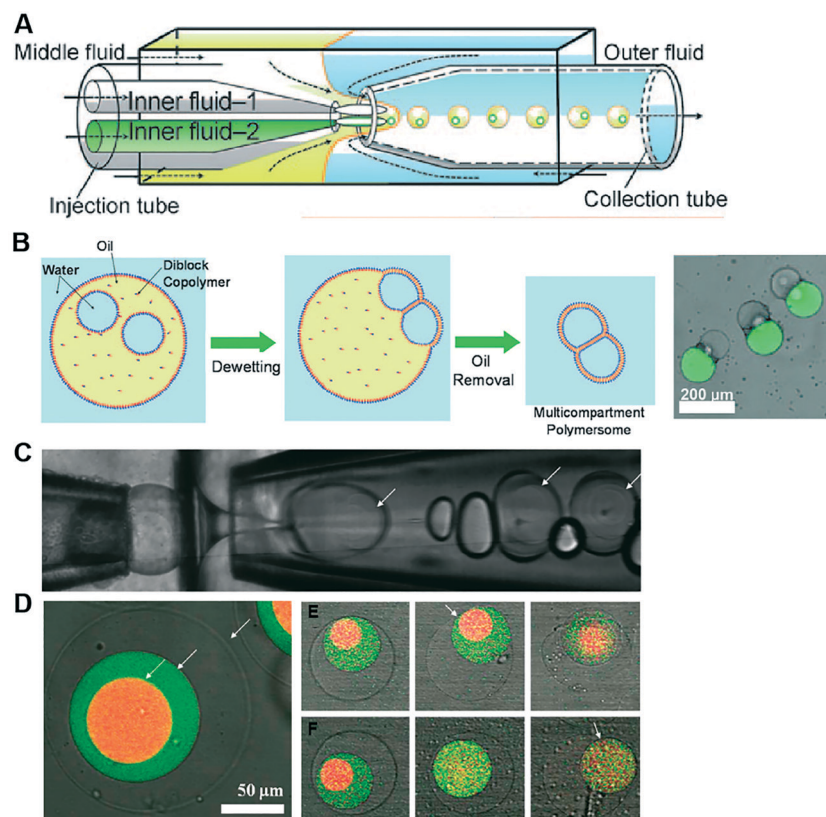 A
Middle fluid
Outer fluid
Inner fluid–1
Inner fluid–2
Injection tube
Collection tube
B
Water
Oil
Diblock
Copolymer
Dewetting
Oil
Removal
Multicompartment
Polymersome
200 µm
C
D
50 µm
E
F